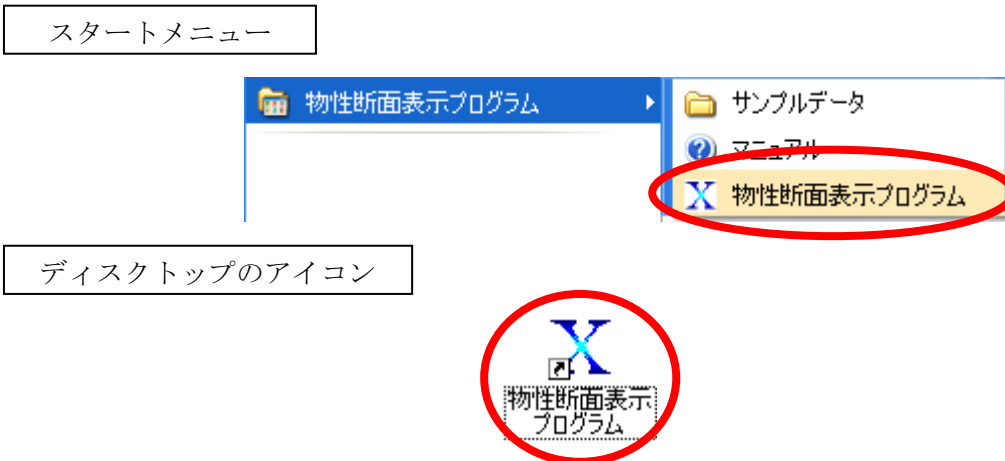 スタートメニュー
物性断面表示プログラム
サンプルデータ
マニュアル
物性断面表示プログラム
ディスクトップのアイコン
X
物性断面表示
プログラム